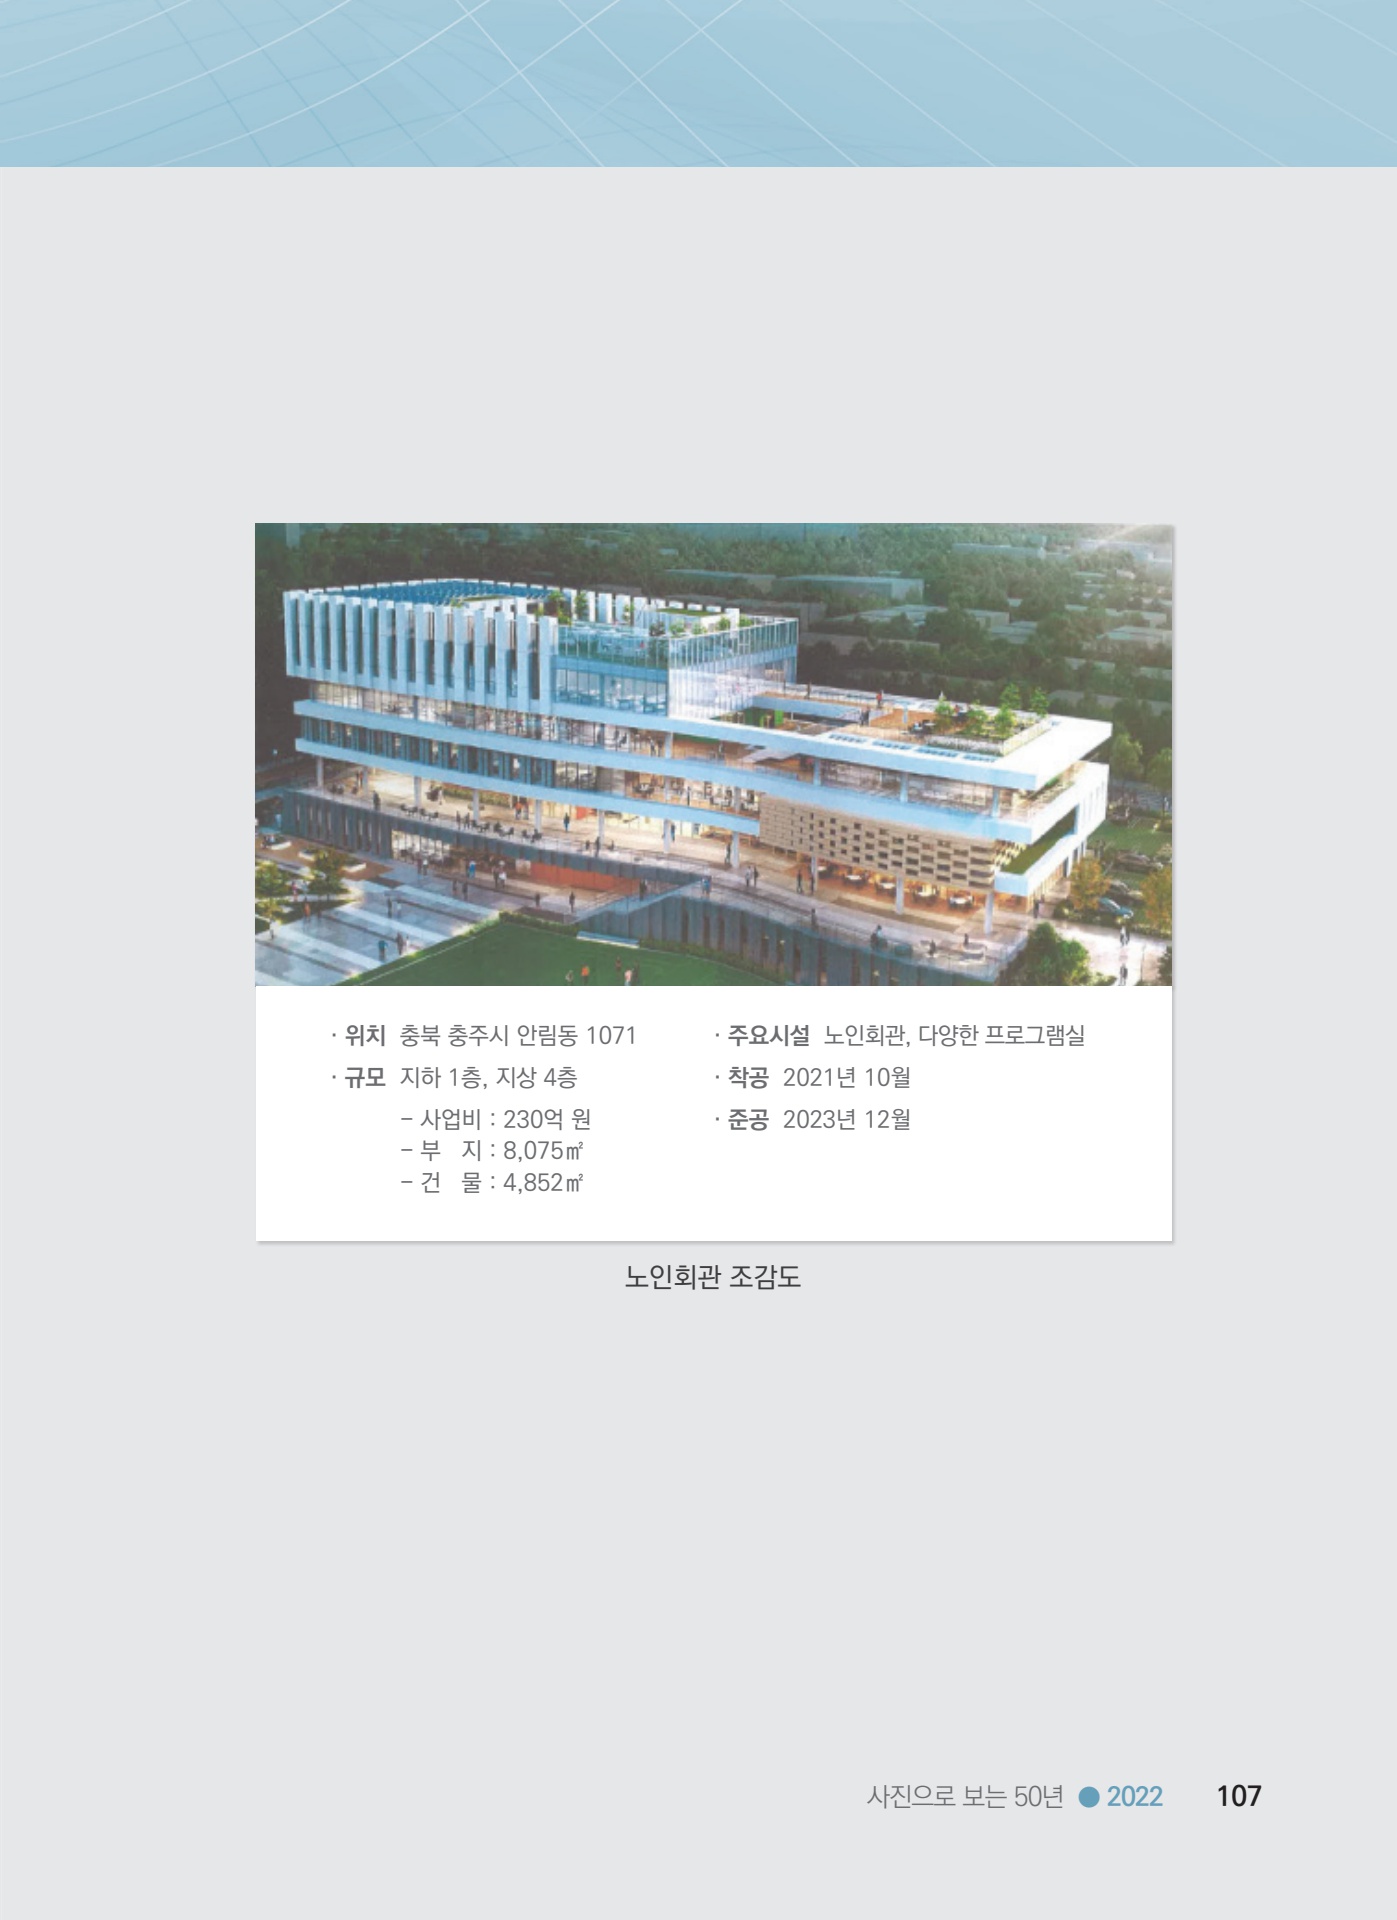 · 위치 충북 충주시 안림동 1071
· 규모 지하 1층, 지상 4층
- 사업비 : 230억 원
- 부 지 : 8,075㎡
- 건 물 : 4,852㎡
· 주요시설 노인회관, 다양한 프로그램실
· 착공 2021년 10월
· 준공 2023년 12월
노인회관 조감도
사진으로 보는 50년 ● 2022 107